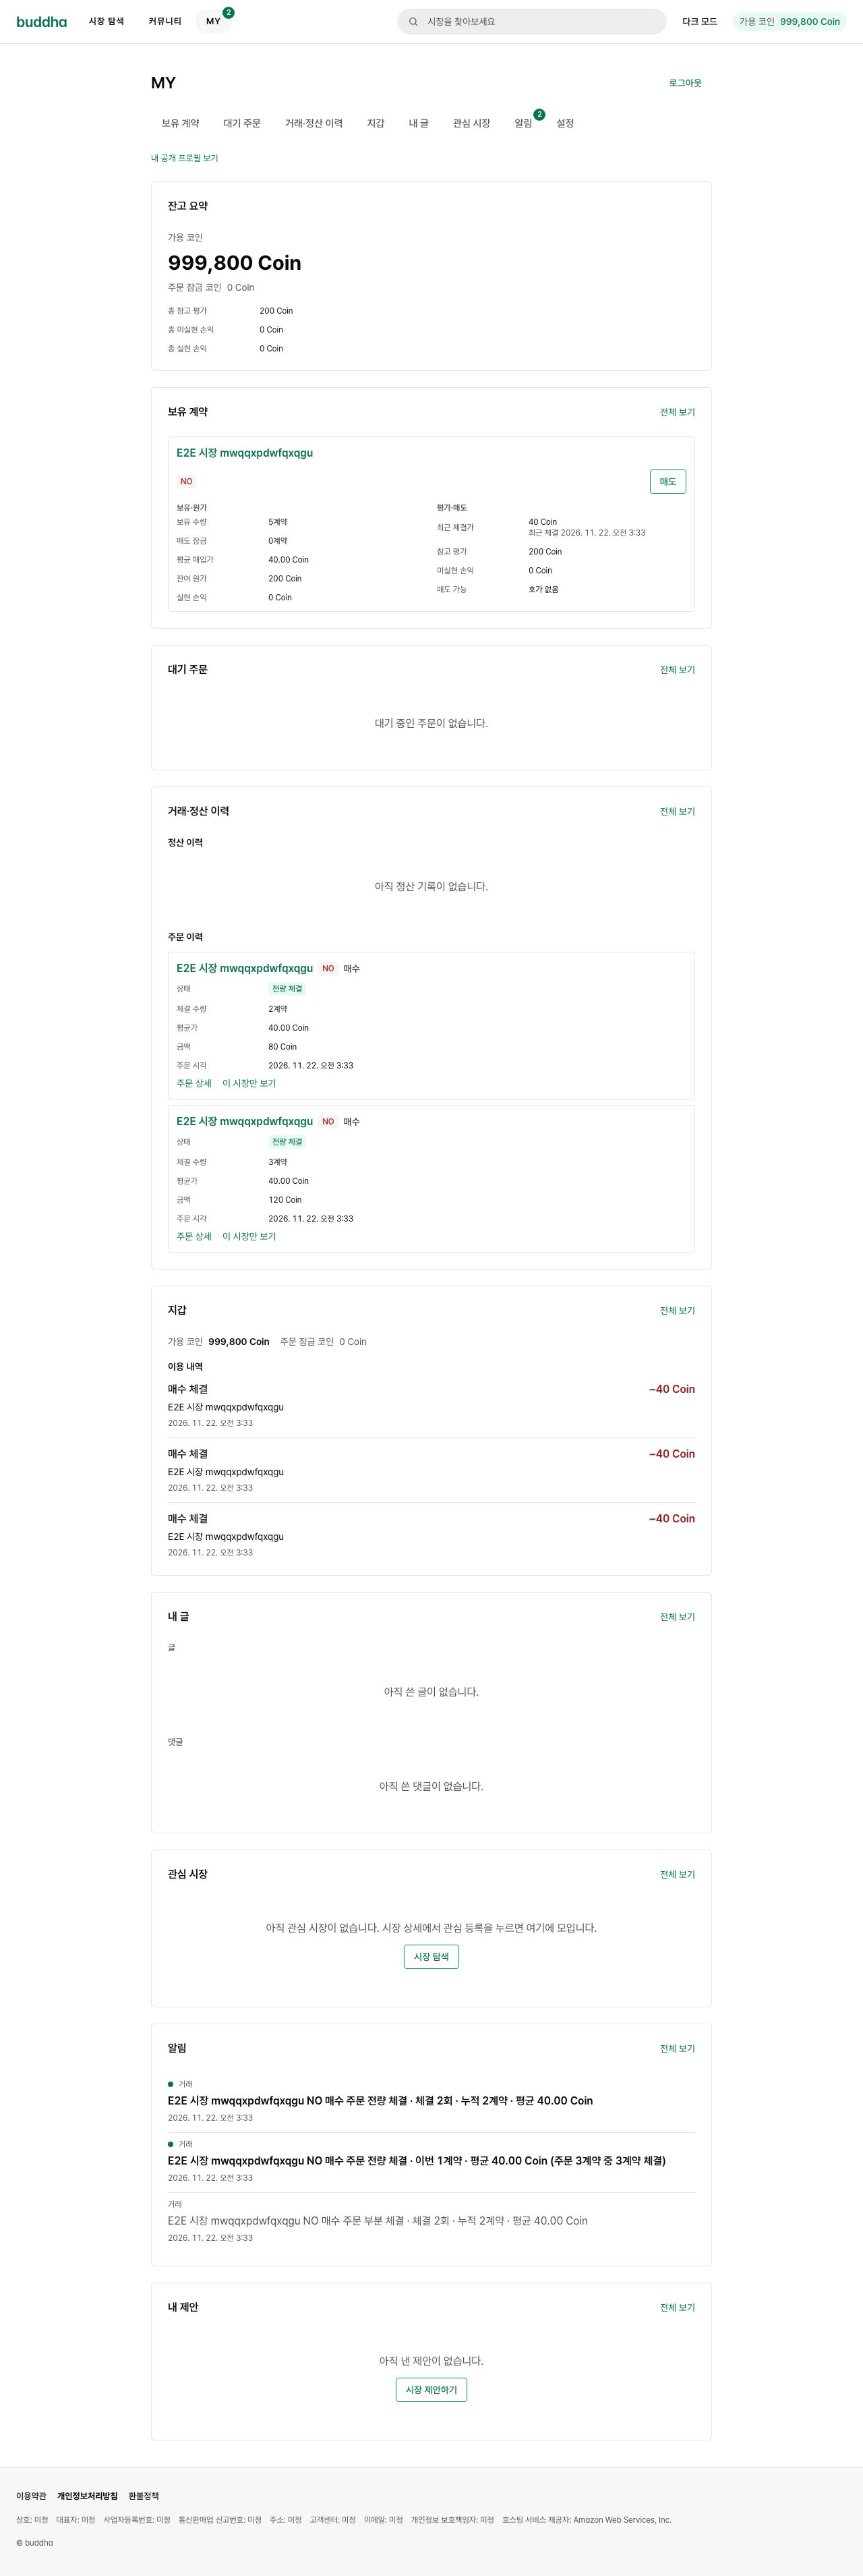 buddha 시장 탐색 커뮤니티 MY 2 시장을 찾아보세요 다크 모드 가용 코인 999,800 Coin
MY 로그아웃
보유 계약 대기 주문 거래·정산 이력 지갑 내 글 관심 시장 알림 2 설정
내 공개 프로필 보기
잔고 요약
가용 코인
999,800 Coin
주문 잠금 코인 0 Coin
총 참고 평가 200 Coin
총 미실현 손익 0 Coin
총 실현 손익 0 Coin
보유 계약 전체 보기
E2E 시장 mwqqxpdwfqxqgu
NO 매도
보유·원가
보유 수량 5계약
매도 잠금 0계약
평균 매입가 40.00 Coin
잔여 원가 200 Coin
실현 손익 0 Coin
평가·매도
최근 체결가 40 Coin
최근 체결 2026. 11. 22. 오전 3:33
참고 평가 200 Coin
미실현 손익 0 Coin
매도 가능 호가 없음
대기 주문 전체 보기
대기 중인 주문이 없습니다.
거래·정산 이력 전체 보기
정산 이력
아직 정산 기록이 없습니다.
주문 이력
E2E 시장 mwqqxpdwfqxqgu NO 매수
상태 전량 체결
체결 수량 2계약
평균가 40.00 Coin
금액 80 Coin
주문 시각 2026. 11. 22. 오전 3:33
주문 상세 이 시장만 보기
E2E 시장 mwqqxpdwfqxqgu NO 매수
상태 전량 체결
체결 수량 3계약
평균가 40.00 Coin
금액 120 Coin
주문 시각 2026. 11. 22. 오전 3:33
주문 상세 이 시장만 보기
지갑 전체 보기
가용 코인 999,800 Coin 주문 잠금 코인 0 Coin
이용 내역
매수 체결 −40 Coin
E2E 시장 mwqqxpdwfqxqgu
2026. 11. 22. 오전 3:33
매수 체결 −40 Coin
E2E 시장 mwqqxpdwfqxqgu
2026. 11. 22. 오전 3:33
매수 체결 −40 Coin
E2E 시장 mwqqxpdwfqxqgu
2026. 11. 22. 오전 3:33
내 글 전체 보기
글
아직 쓴 글이 없습니다.
댓글
아직 쓴 댓글이 없습니다.
관심 시장 전체 보기
아직 관심 시장이 없습니다. 시장 상세에서 관심 등록을 누르면 여기에 모입니다.
시장 탐색
알림 전체 보기
거래
E2E 시장 mwqqxpdwfqxqgu NO 매수 주문 전량 체결 · 체결 2회 · 누적 2계약 · 평균 40.00 Coin
2026. 11. 22. 오전 3:33
거래
E2E 시장 mwqqxpdwfqxqgu NO 매수 주문 전량 체결 · 이번 1계약 · 평균 40.00 Coin (주문 3계약 중 3계약 체결)
2026. 11. 22. 오전 3:33
거래
E2E 시장 mwqqxpdwfqxqgu NO 매수 주문 부분 체결 · 체결 2회 · 누적 2계약 · 평균 40.00 Coin
2026. 11. 22. 오전 3:33
내 제안 전체 보기
아직 낸 제안이 없습니다.
시장 제안하기
이용약관 개인정보처리방침 환불정책
상호: 미정 대표자: 미정 사업자등록번호: 미정 통신판매업 신고번호: 미정 주소: 미정 고객센터: 미정 이메일: 미정 개인정보 보호책임자: 미정 호스팅 서비스 제공자: Amazon Web Services, Inc.
© buddha